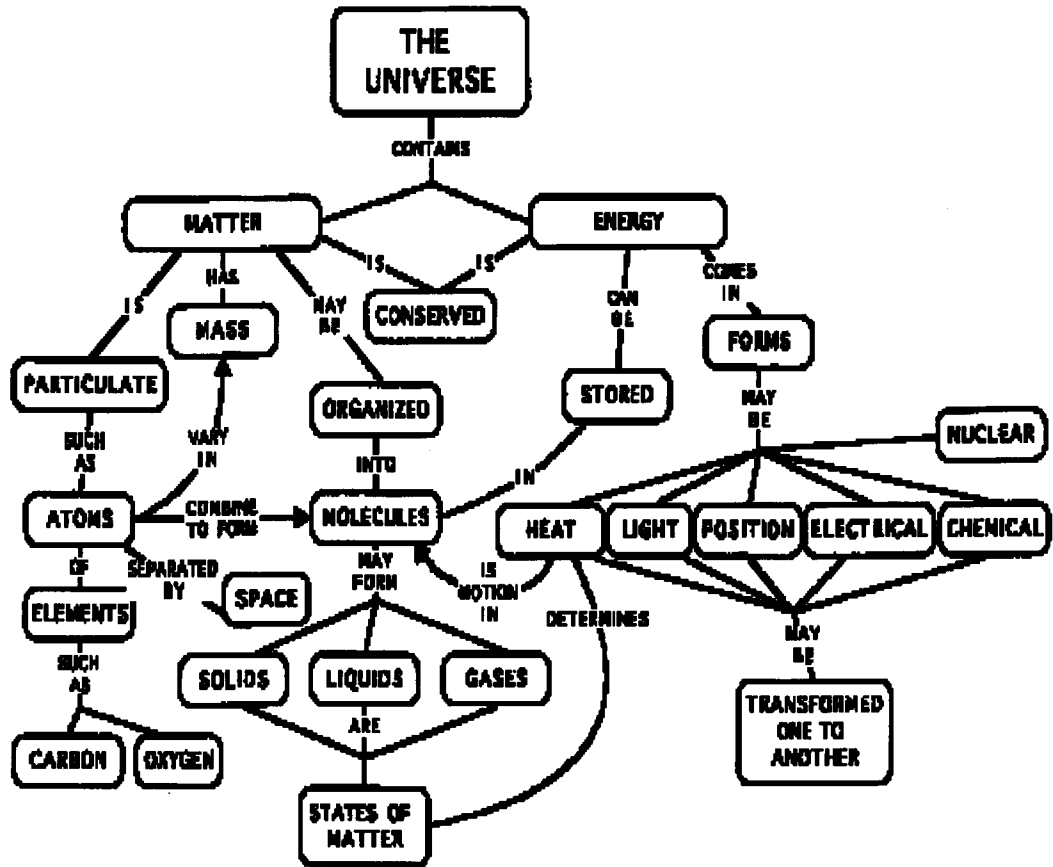 THE
UNIVERSE
CONTAINS
MATTER
ENERGY
IS
HAS
MAY
BE
IS
IS
CONSERVED
CAN
BE
COMES
IN
MASS
FORMS
PARTICULATE
ORGANIZED
STORED
MAY
BE
NUCLEAR
SUCH
AS
VARY
IN
INTO
IN
ATOMS
COMBINE
TO FORM
MOLECULES
HEAT
LIGHT
POSITION
ELECTRICAL
CHEMICAL
OF
SEPARATED
BY
SPACE
MAY
FORM
IS
MOTION
IN
DETERMINES
ELEMENTS
SUCH
AS
SOLIDS
LIQUIDS
GASES
MAY
BE
CARBON
OXYGEN
ARE
TRANSFORMED
ONE TO
ANOTHER
STATES OF
MATTER